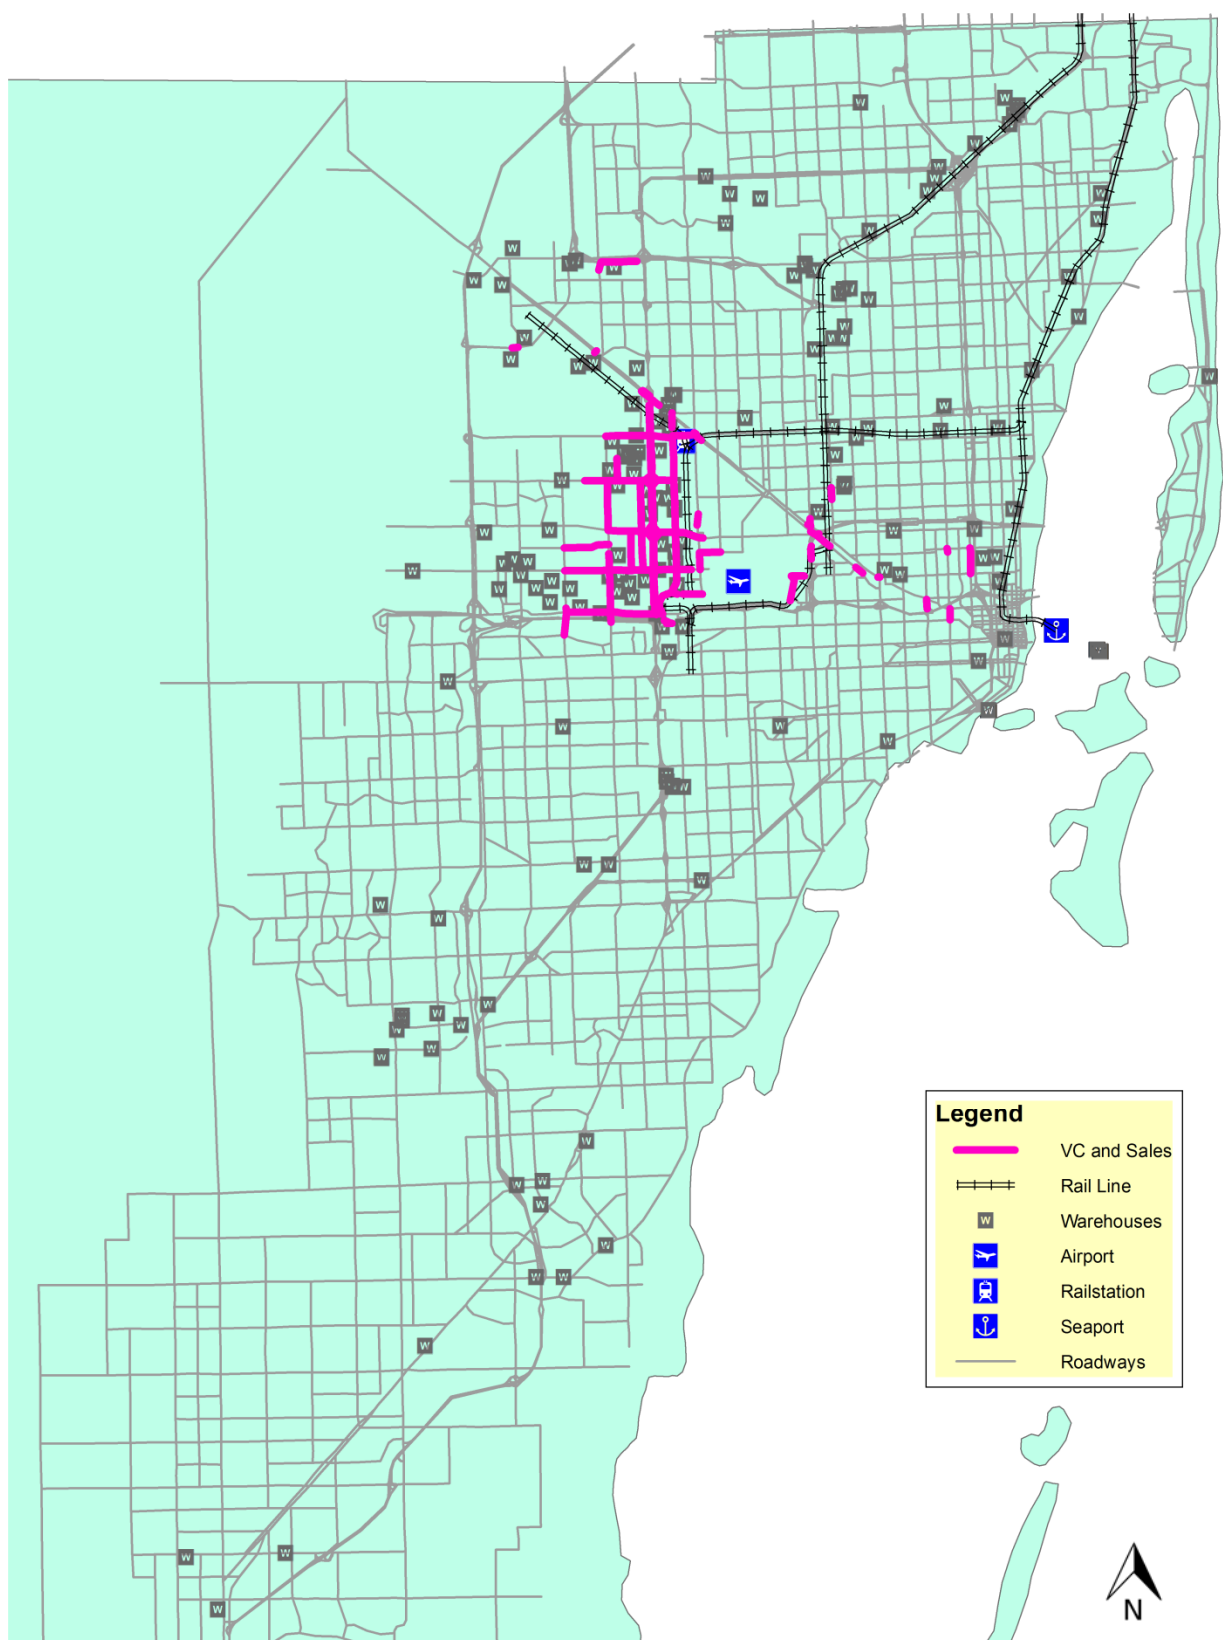 Legend
VC and Sales
Rail Line
W Warehouses
Airport
Railstation
Seaport
Roadways
N